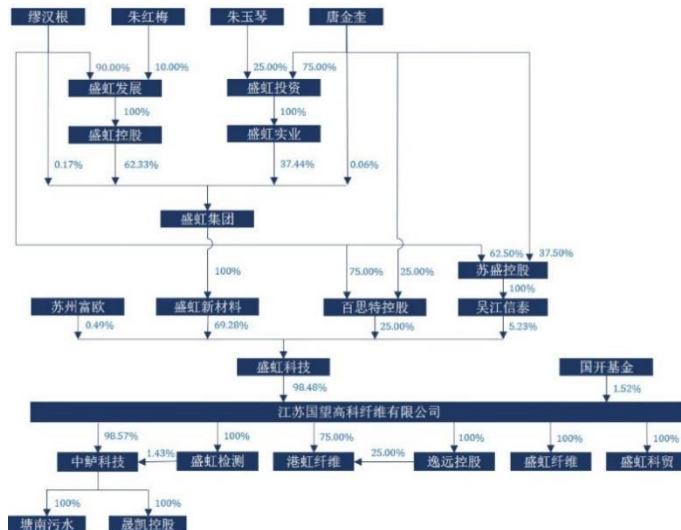 缪汉根 朱红梅 朱玉琴 唐金奎
90.00% 10.00% 25.00% 75.00%
盛虹发展 盛虹投资
100% 100%
盛虹控股 盛虹实业
0.17% 62.33% 37.44% 0.06%
盛虹集团
62.50% 37.50%
苏盛控股
100% 75.00% 25.00% 100%
苏州富欧 盛虹新材料 百思特控股 吴江信泰
0.49% 69.28% 25.00% 5.23%
盛虹科技 国开基金
98.48% 1.52%
江苏国望高科纤维有限公司
98.57% 100% 75.00% 100% 100% 100%
中鲈科技 1.43% 盛虹检测 港虹纤维 25.00% 逸远控股 盛虹纤维 盛虹科贸
100% 100%
塘南污水 晟凯控股